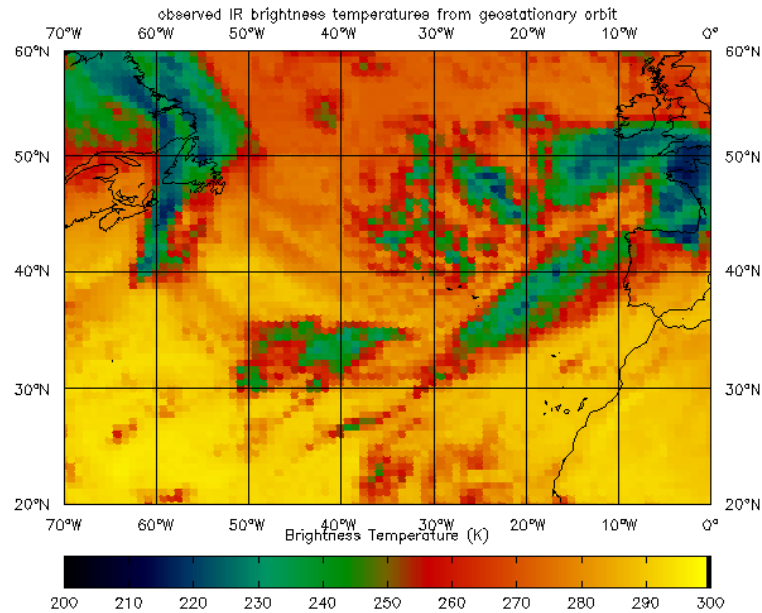 observed IR brightness temperatures from geostationary orbit
70°W 60°W 50°W 40°W 30°W 20°W 10°W 0°
60°N 60°N
50°N 50°N
40°N 40°N
30°N 30°N
20°N 20°N
70°W 60°W 50°W 40°W 30°W 20°W 10°W 0°
Brightness Temperature (K)
200 210 220 230 240 250 260 270 280 290 300